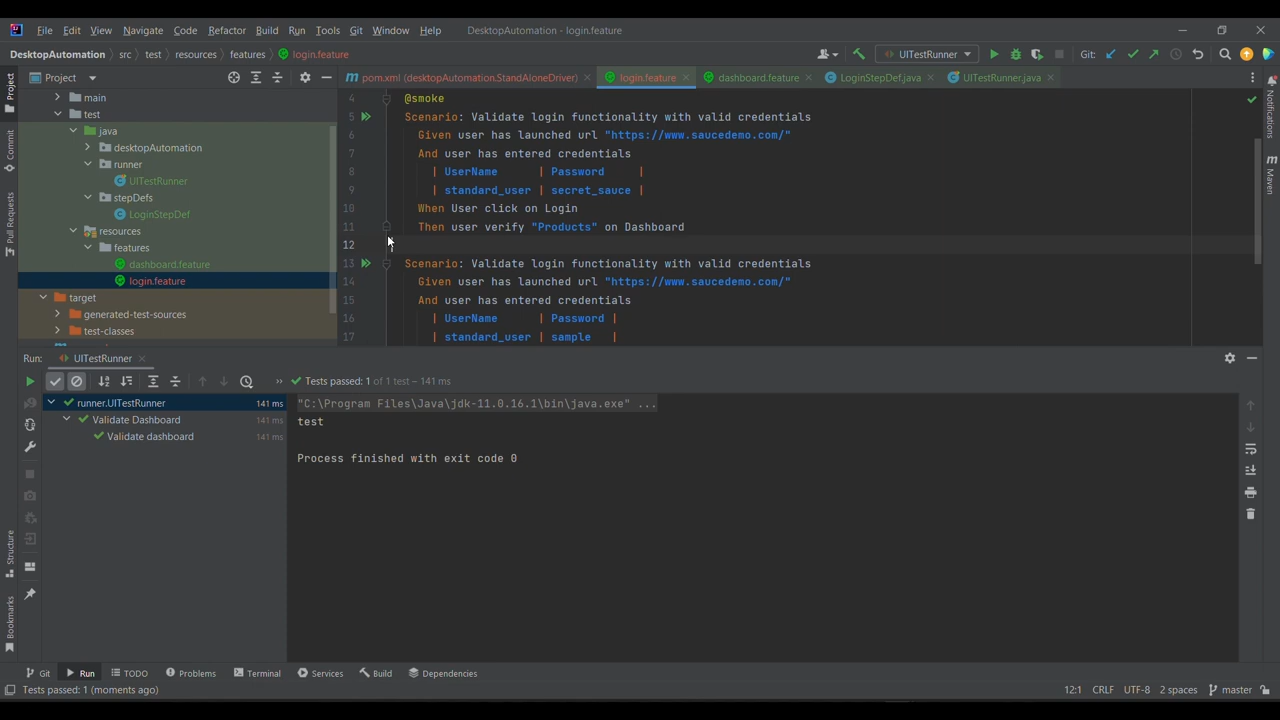 File Edit View Navigate Code Refactor Build Run Tools Git Window Help DesktopAutomation - login.feature
DesktopAutomation src test resources features login.feature UITestRunner Git:
Project
pom.xml (desktopAutomation.StandAloneDriver) login.feature dashboard.feature LoginStepDef.java UITestRunner.java
Project
Commit
Pull Requests
Structure
Bookmarks
main
test
java
desktopAutomation
runner
UITestRunner
stepDefs
LoginStepDef
resources
features
dashboard.feature
login.feature
target
generated-test-sources
test-classes
4 @smoke
5 Scenario: Validate login functionality with valid credentials
6 Given user has launched url "https://www.saucedemo.com/"
7 And user has entered credentials
8 | UserName | Password |
9 | standard_user | secret_sauce |
10 When User click on Login
11 Then user verify "Products" on Dashboard
12
13 Scenario: Validate login functionality with valid credentials
14 Given user has launched url "https://www.saucedemo.com/"
15 And user has entered credentials
16 | UserName | Password |
17 | standard_user | sample |
Notifications
Maven
Run: UITestRunner
Tests passed: 1 of 1 test – 141 ms
runner.UITestRunner 141 ms
Validate Dashboard 141 ms
Validate dashboard 141 ms
"C:\Program Files\Java\jdk-11.0.16.1\bin\java.exe" ...
test
Process finished with exit code 0
Git Run TODO Problems Terminal Services Build Dependencies
Tests passed: 1 (moments ago) 12:1 CRLF UTF-8 2 spaces master